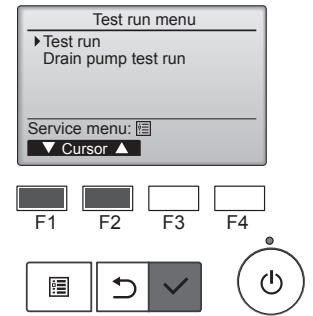 Test run menu
Test run
Drain pump test run
Service menu:
▼ Cursor ▲
F1 F2 F3 F4